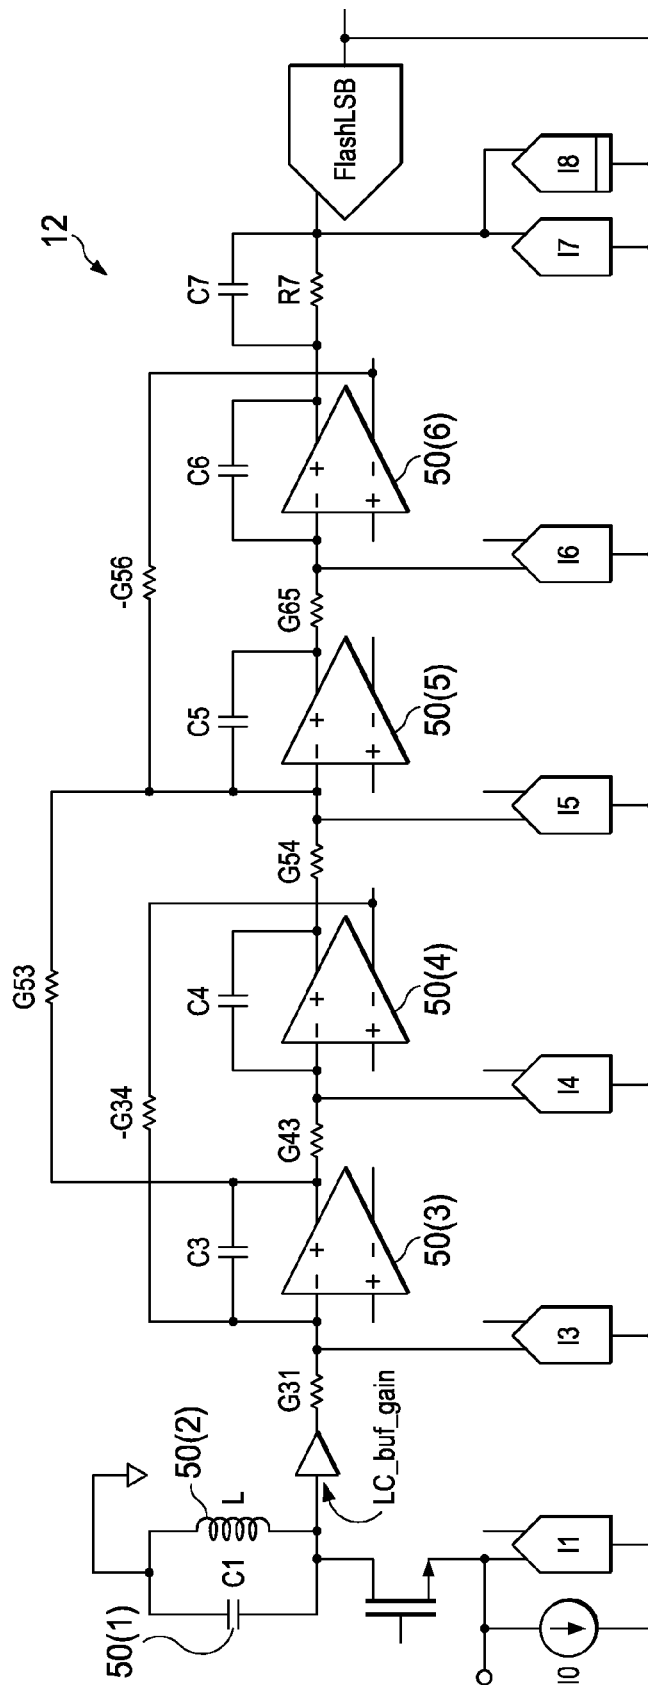 12
50(1)
C1
50(2)
L
LC_buf_gain
I0
I1
G31
C3
+
−
−
+
50(3)
I3
-G34
G53
G43
C4
+
−
−
+
50(4)
I4
G54
C5
+
−
−
+
50(5)
I5
-G56
G65
C6
+
−
−
+
50(6)
I6
C7
R7
I7
I8
FlashLSB